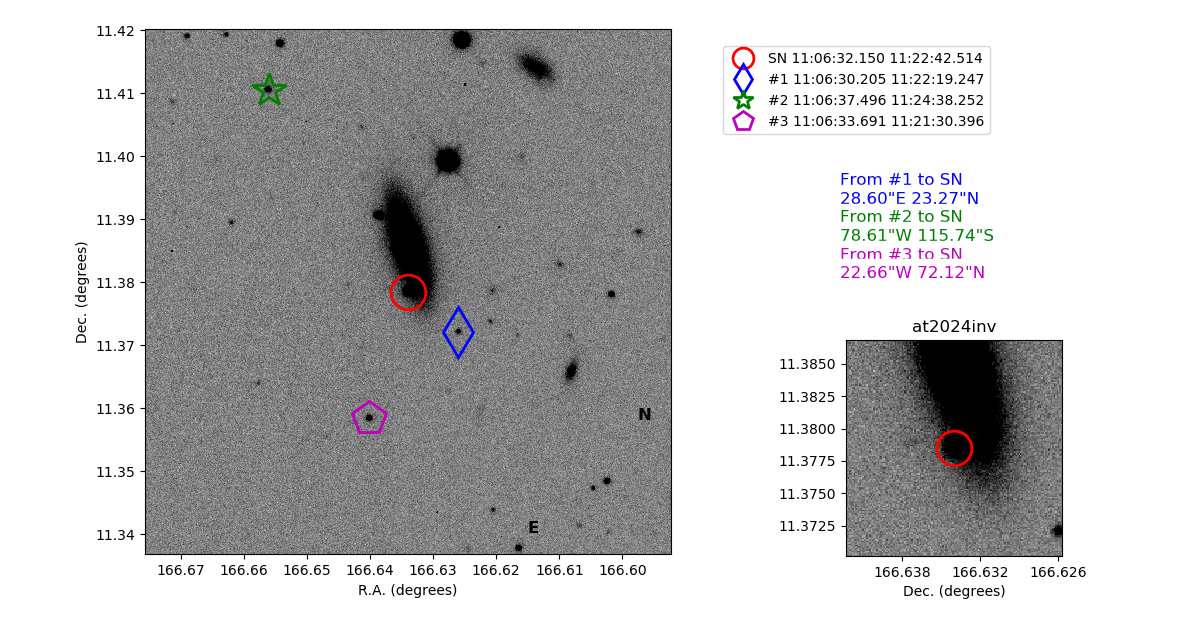 11.42
11.41
11.40
11.39
11.38
11.37
11.36
11.35
11.34
Dec. (degrees)
166.67 166.66 166.65 166.64 166.63 166.62 166.61 166.60
R.A. (degrees)
N
E
SN 11:06:32.150 11:22:42.514
#1 11:06:30.205 11:22:19.247
#2 11:06:37.496 11:24:38.252
#3 11:06:33.691 11:21:30.396
From #1 to SN
28.60"E 23.27"N
From #2 to SN
78.61"W 115.74"S
From #3 to SN
22.66"W 72.12"N
at2024inv
11.3850
11.3825
11.3800
11.3775
11.3750
11.3725
166.638 166.632 166.626
Dec. (degrees)